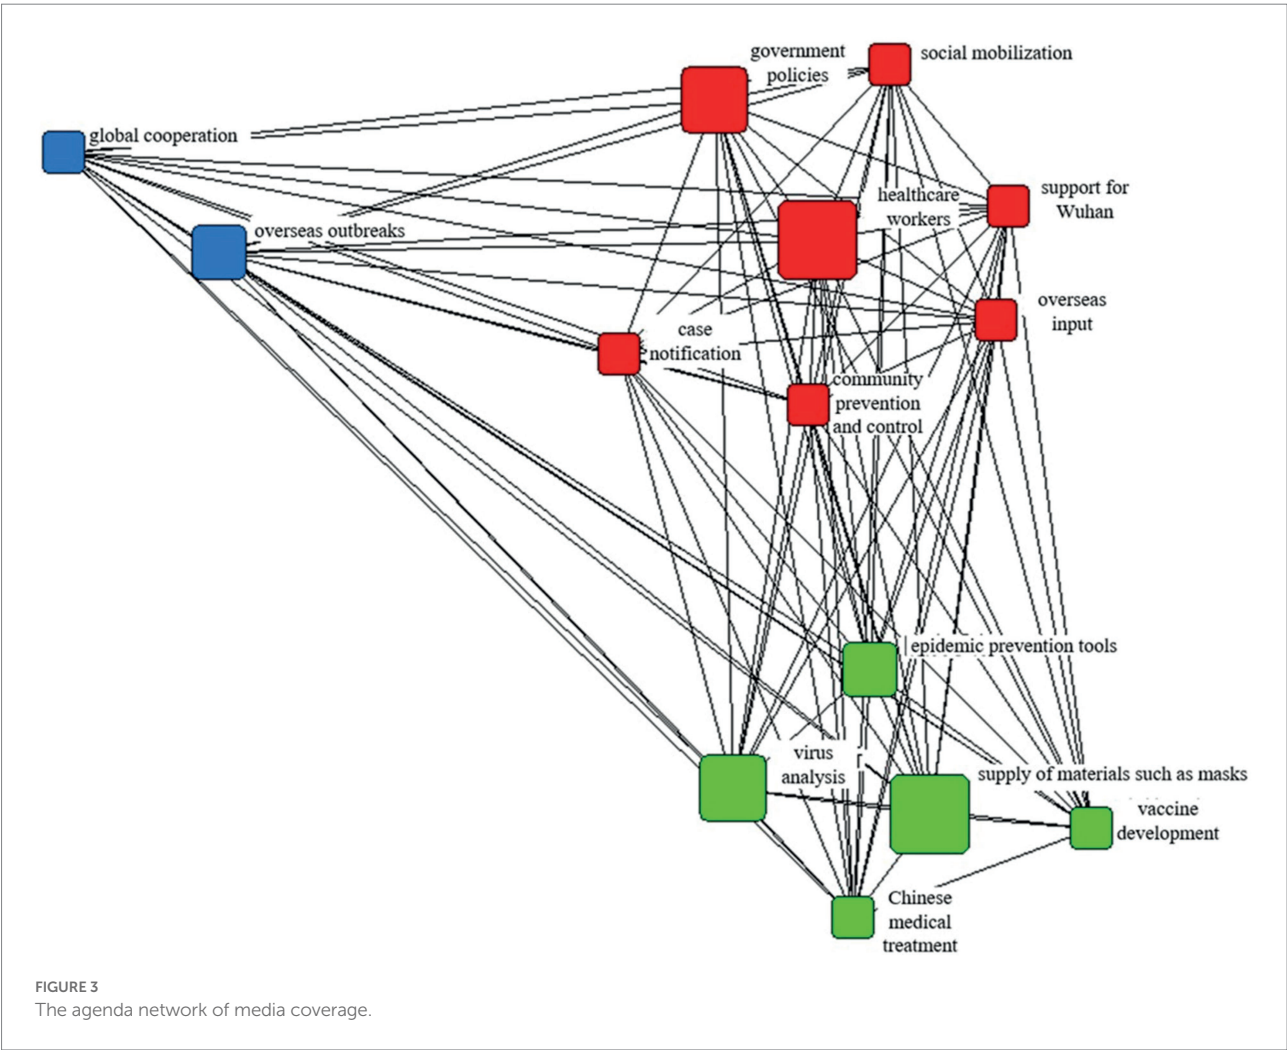 government
policies
social mobilization
global cooperation
support for
Wuhan
healthcare
workers
overseas outbreaks
overseas
input
case
notification
community
prevention
and control
epidemic prevention tools
virus
analysis
supply of materials such as masks
vaccine
development
Chinese
medical
treatment
FIGURE 3
The agenda network of media coverage.